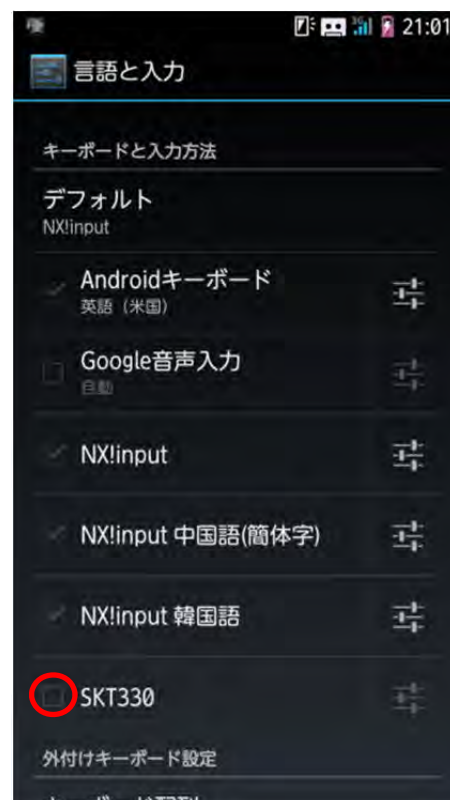 3G 21:01
言語と入力
キーボードと入力方法
デフォルト
NX!input
Androidキーボード
英語（米国）
Google音声入力
自動
NX!input
NX!input 中国語(簡体字)
NX!input 韓国語
SKT330
外付けキーボード設定